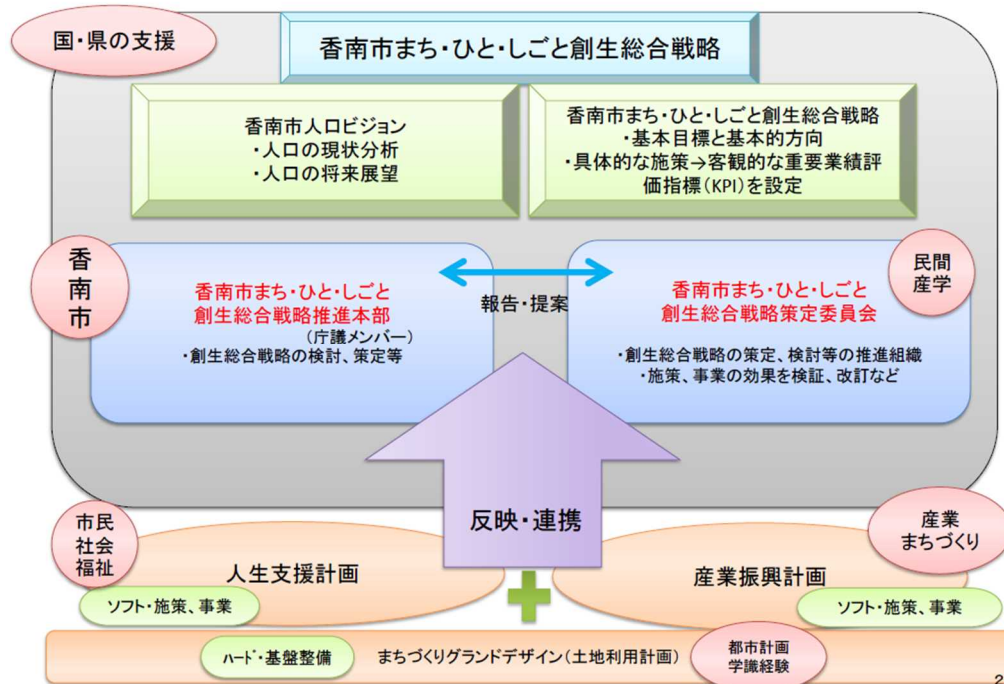 国・県の支援
香南市まち・ひと・しごと創生総合戦略
香南市人口ビジョン
・人口の現状分析
・人口の将来展望
香南市まち・ひと・しごと創生総合戦略
・基本目標と基本的方向
・具体的な施策→客観的な重要業績評
価指標(KPI)を設定
香
南
市
香南市まち・ひと・しごと
創生総合戦略推進本部
(庁議メンバー)
・創生総合戦略の検討、策定等
報告・提案
民間
産学
香南市まち・ひと・しごと
創生総合戦略策定委員会
・創生総合戦略の策定、検討等の推進組織
・施策、事業の効果を検証、改訂など
反映・連携
市民
社会
福祉
人生支援計画
ソフト・施策、事業
産業
まちづくり
産業振興計画
ソフト・施策、事業
ハード・基盤整備
まちづくりグランドデザイン(土地利用計画)
都市計画
学識経験
2